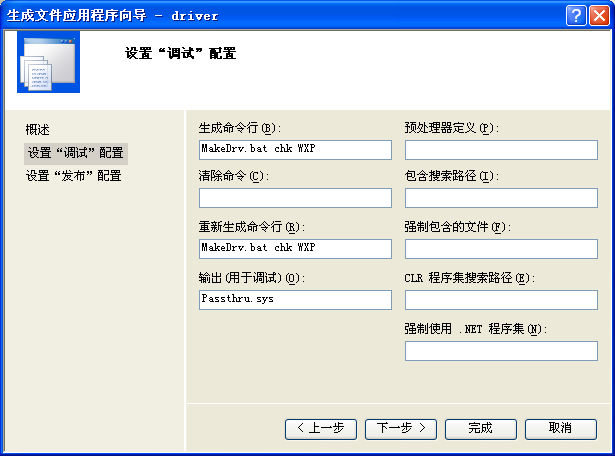 生成文件应用程序向导 - driver
设置“调试”配置
概述
设置“调试”配置
设置“发布”配置
生成命令行(B):
MakeDrv.bat chk WXP
清除命令(C):
重新生成命令行(R):
MakeDrv.bat chk WXP
输出(用于调试)(O):
Passthru.sys
预处理器定义(P):
包含搜索路径(I):
强制包含的文件(F):
CLR 程序集搜索路径(E):
强制使用 .NET 程序集(N):
< 上一步
下一步 >
完成
取消